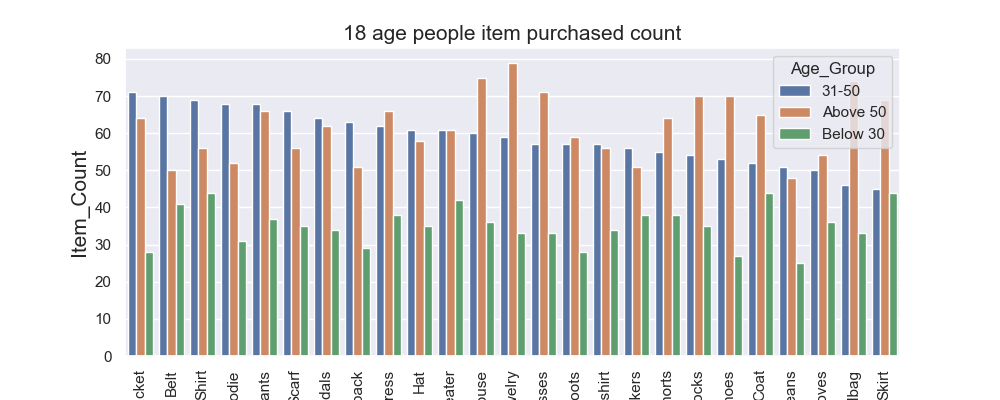 18 age people item purchased count
Age_Group
31-50
Above 50
Below 30
Item_Count
80
70
60
50
40
30
20
10
0
cket
Belt
Shirt
odie
ants
Scarf
dals
pack
ress
Hat
eater
ouse
welry
sses
oots
shirt
kers
horts
ocks
hoes
Coat
eans
oves
dbag
Skirt